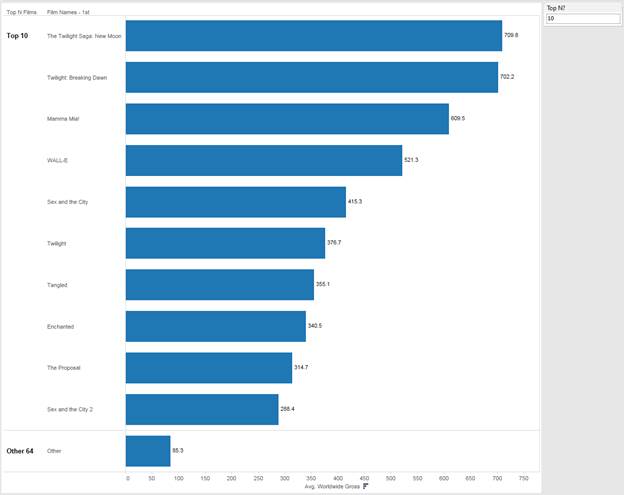 Top N Films Film Names - 1st
Top N?
10
Top 10 The Twilight Saga: New Moon 709.8
Twilight: Breaking Dawn 702.2
Mamma Mia! 609.5
WALL-E 521.3
Sex and the City 415.3
Twilight 376.7
Tangled 355.1
Enchanted 340.5
The Proposal 314.7
Sex and the City 2 288.4
Other 64 Other 85.3
0 50 100 150 200 250 300 350 400 450 500 550 600 650 700 750
Avg. Worldwide Gross